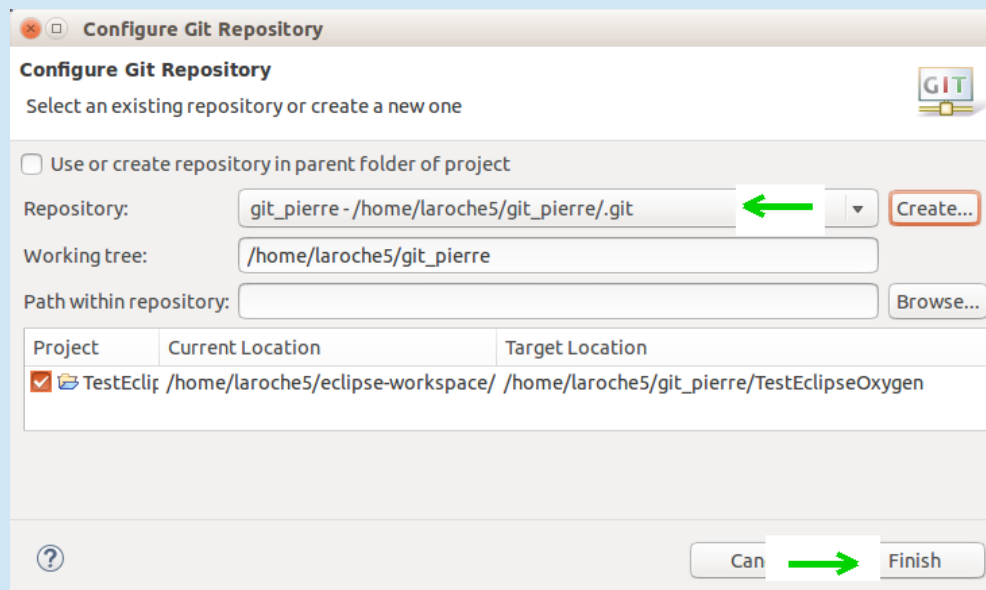 Configure Git Repository
Configure Git Repository
Select an existing repository or create a new one
GIT
Use or create repository in parent folder of project
Repository: git_pierre - /home/laroche5/git_pierre/.git Create...
Working tree: /home/laroche5/git_pierre
Path within repository: Browse...
Project Current Location Target Location
TestEclip /home/laroche5/eclipse-workspace/ /home/laroche5/git_pierre/TestEclipseOxygen
? Can Finish